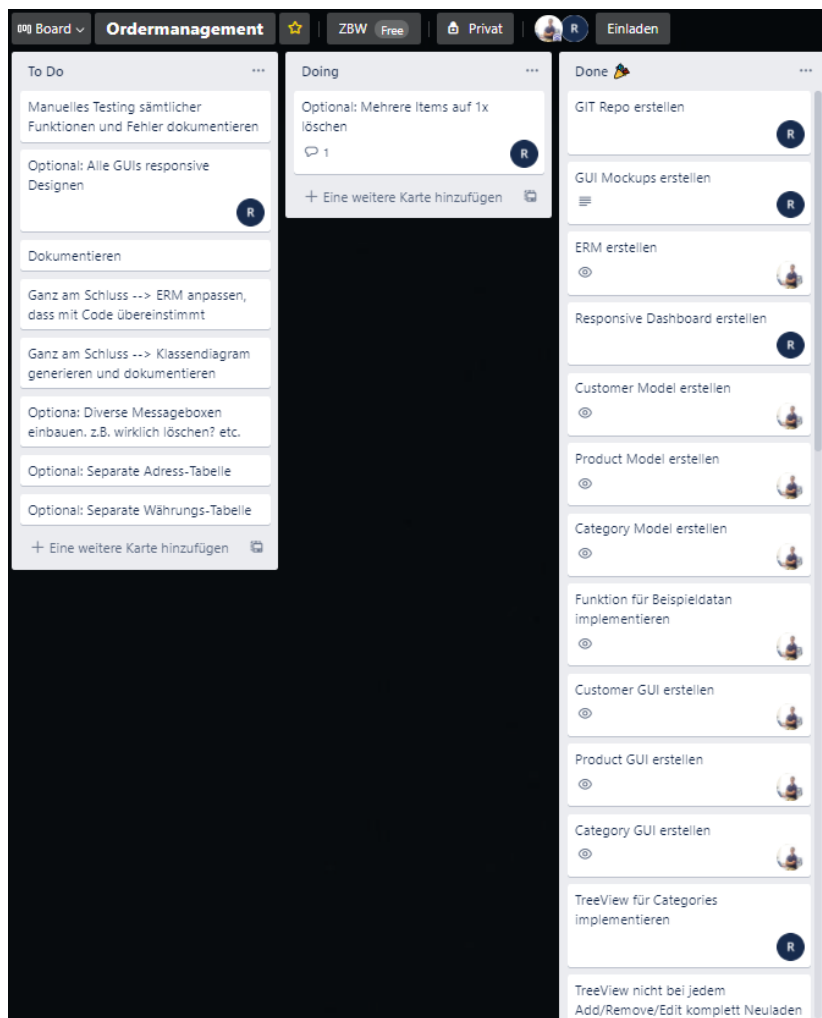 Board
Ordermanagement
ZBW Free
Privat
R
Einladen
To Do
Manuelles Testing sämtlicher
Funktionen und Fehler dokumentieren
Optional: Alle GUIs responsive
Designen
R
Dokumentieren
Ganz am Schluss --> ERM anpassen,
dass mit Code übereinstimmt
Ganz am Schluss --> Klassendiagram
generieren und dokumentieren
Optiona: Diverse Messageboxen
einbauen. z.B. wirklich löschen? etc.
Optional: Separate Adress-Tabelle
Optional: Separate Währungs-Tabelle
+ Eine weitere Karte hinzufügen
Doing
Optional: Mehrere Items auf 1x
löschen
1
R
+ Eine weitere Karte hinzufügen
Done 🎉
GIT Repo erstellen
R
GUI Mockups erstellen
R
ERM erstellen
Responsive Dashboard erstellen
R
Customer Model erstellen
Product Model erstellen
Category Model erstellen
Funktion für Beispieldatan
implementieren
Customer GUI erstellen
Product GUI erstellen
Category GUI erstellen
TreeView für Categories
implementieren
R
TreeView nicht bei jedem
Add/Remove/Edit komplett Neuladen